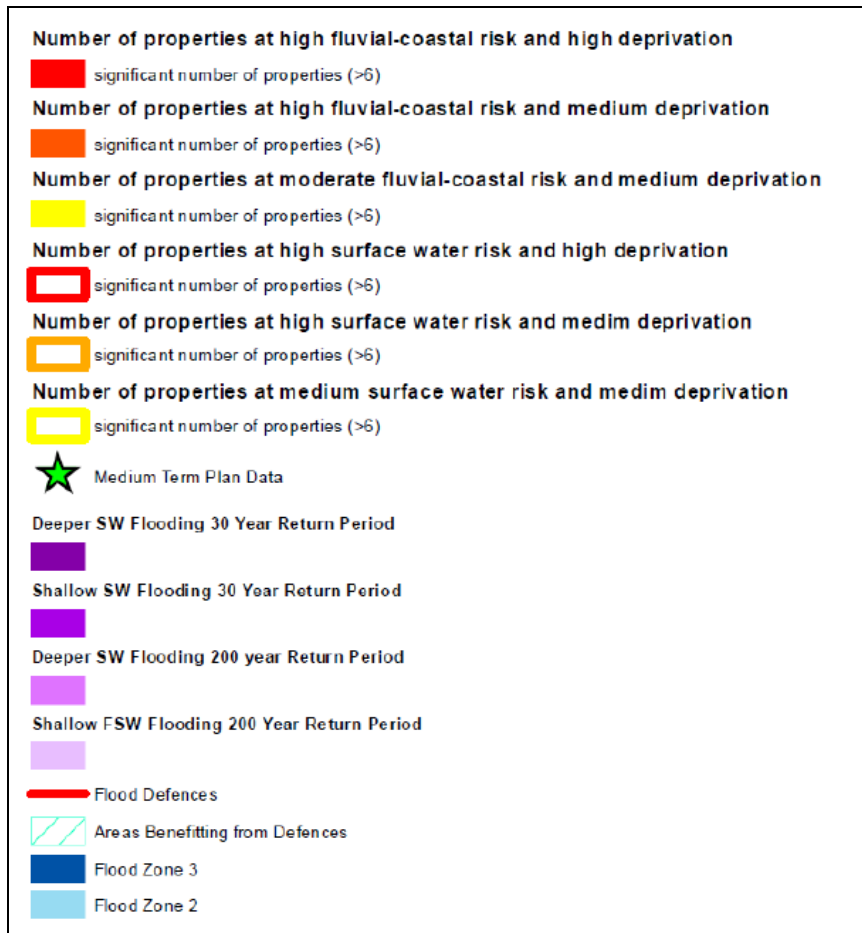 Number of properties at high fluvial-coastal risk and high deprivation
significant number of properties (>6)
Number of properties at high fluvial-coastal risk and medium deprivation
significant number of properties (>6)
Number of properties at moderate fluvial-coastal risk and medium deprivation
significant number of properties (>6)
Number of properties at high surface water risk and high deprivation
significant number of properties (>6)
Number of properties at high surface water risk and medim deprivation
significant number of properties (>6)
Number of properties at medium surface water risk and medim deprivation
significant number of properties (>6)
Medium Term Plan Data
Deeper SW Flooding 30 Year Return Period
Shallow SW Flooding 30 Year Return Period
Deeper SW Flooding 200 year Return Period
Shallow FSW Flooding 200 Year Return Period
Flood Defences
Areas Benefitting from Defences
Flood Zone 3
Flood Zone 2